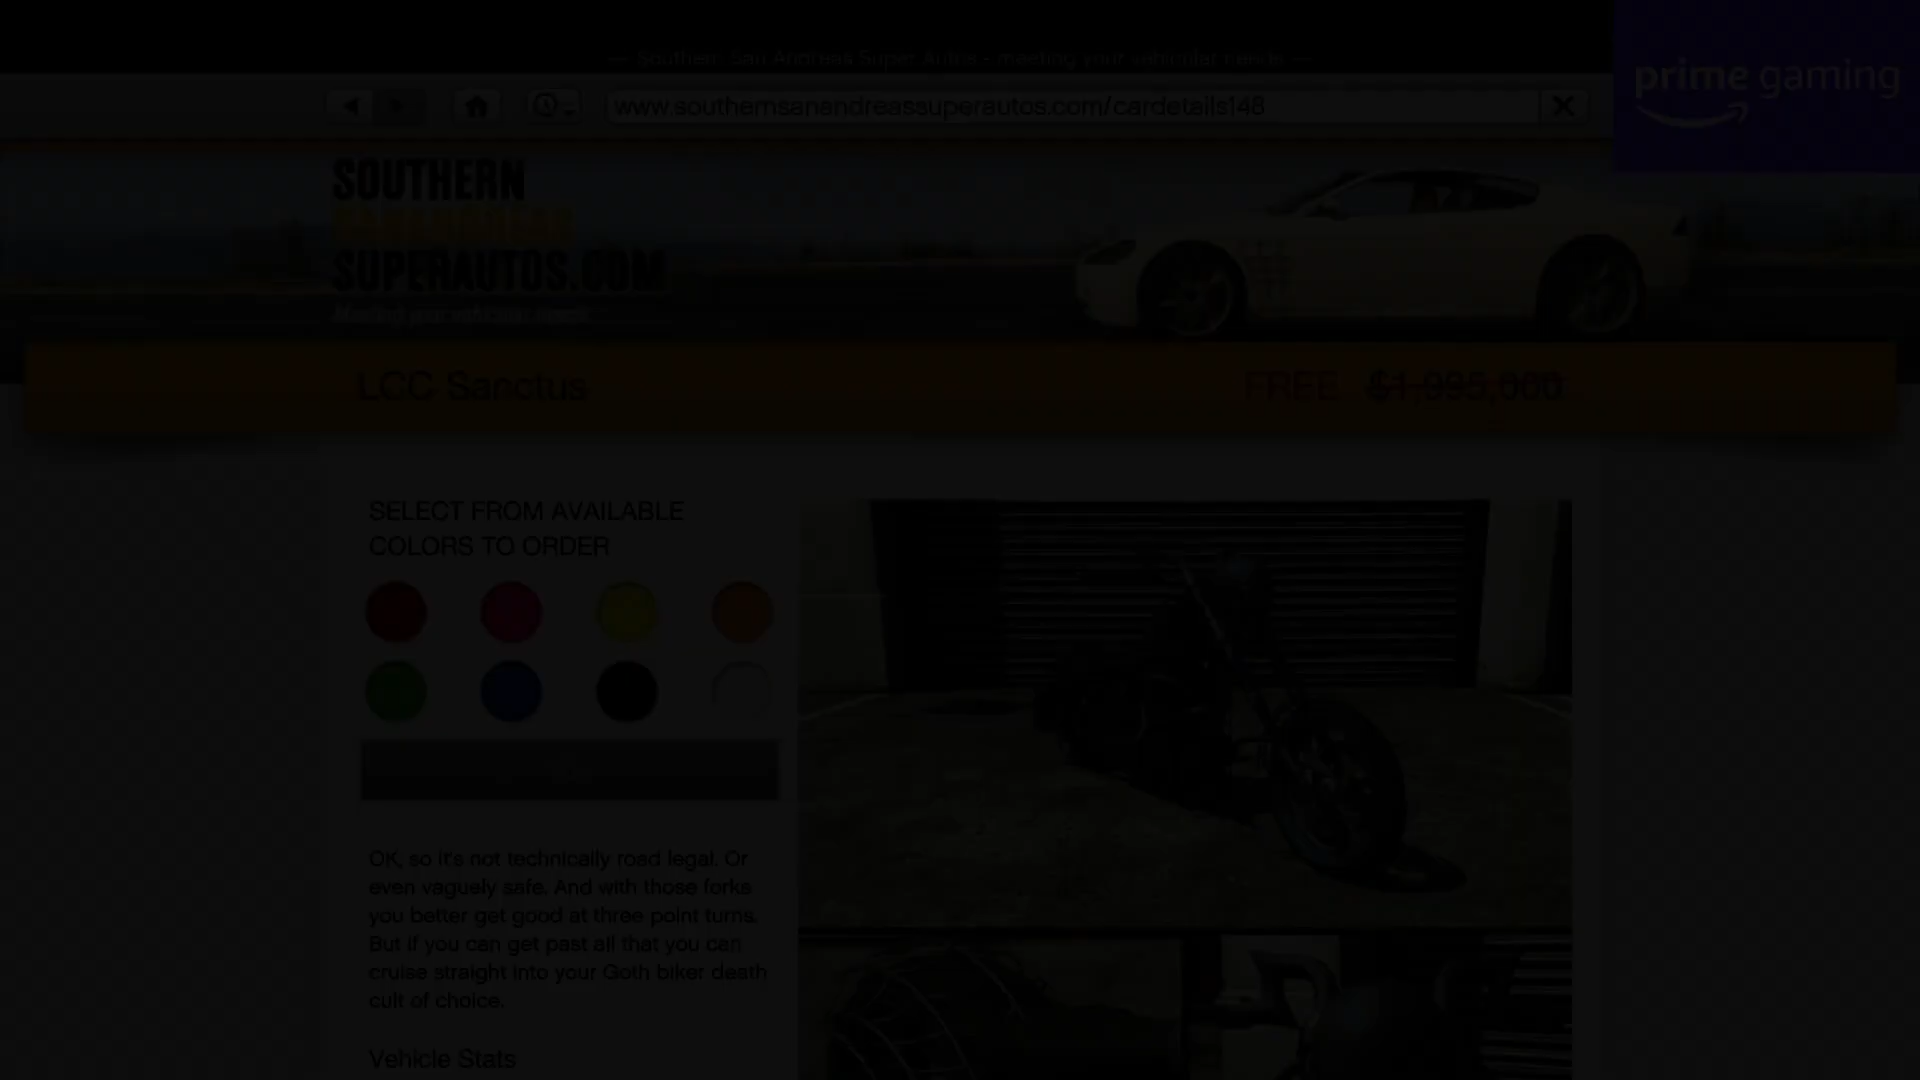 — Southern San Andreas Super Autos - meeting your vehicular needs —
www.southernsanandreassuperautos.com/cardetails148
prime gaming
SOUTHERN
SAN ANDREAS
SUPERAUTOS.COM
Meeting your vehicular needs
LCC Sanctus
FREE $1,995,000
SELECT FROM AVAILABLE
COLORS TO ORDER
OK, so it's not technically road legal. Or
even vaguely safe. And with those forks
you better get good at three point turns.
But if you can get past all that you can
cruise straight into your Goth biker death
cult of choice.
Vehicle Stats